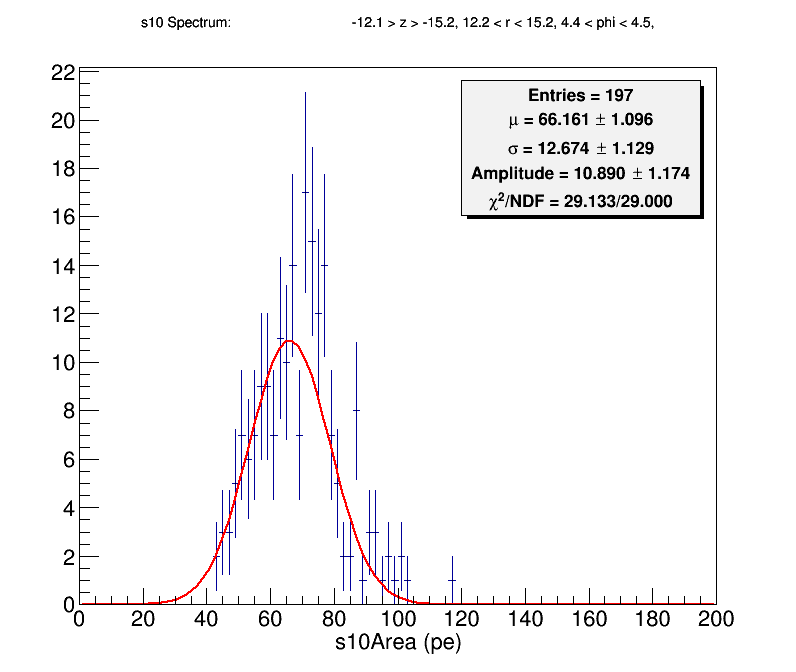 s10 Spectrum: -12.1 > z > -15.2, 12.2 < r < 15.2, 4.4 < phi < 4.5,
Entries = 197
μ = 66.161 ± 1.096
σ = 12.674 ± 1.129
Amplitude = 10.890 ± 1.174
χ²/NDF = 29.133/29.000
22
20
18
16
14
12
10
8
6
4
2
0
0 20 40 60 80 100 120 140 160 180 200
s10Area (pe)